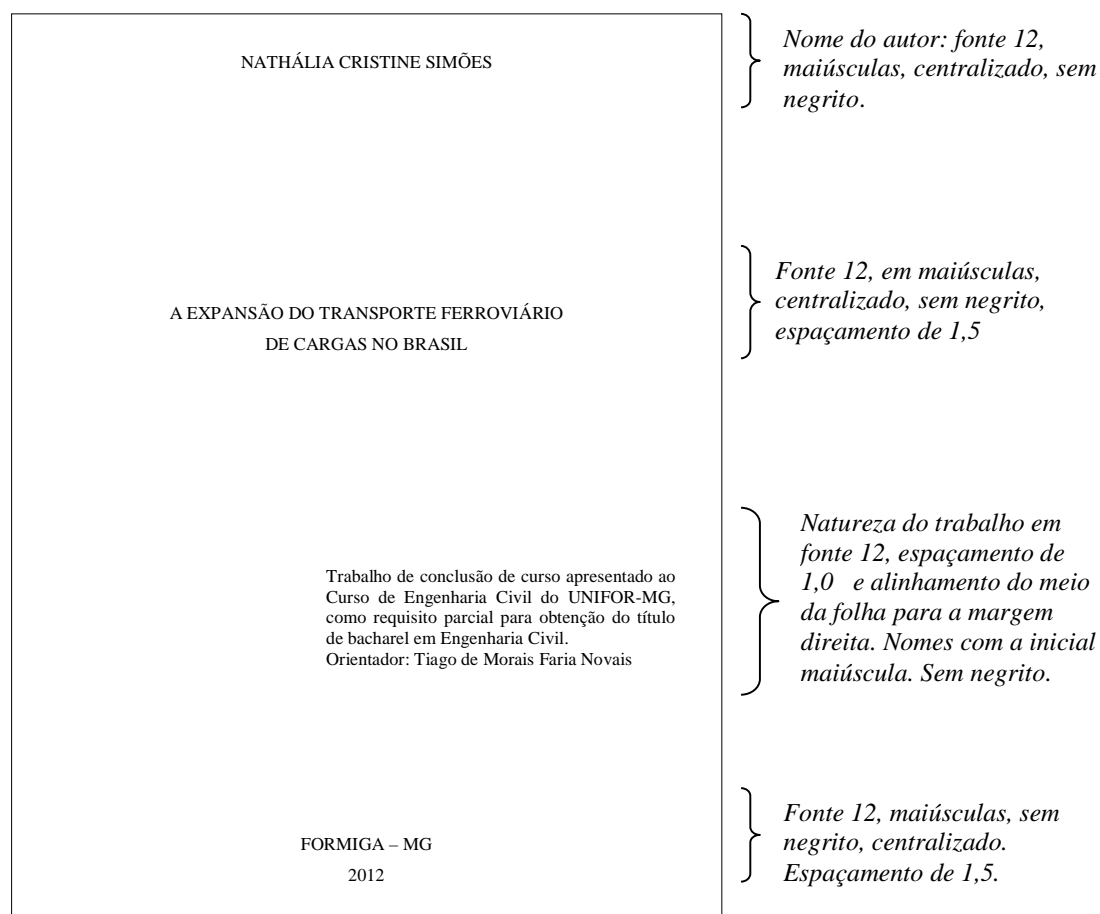 NATHÁLIA CRISTINE SIMÕES
Nome do autor: fonte 12,
maiúsculas, centralizado, sem
negrito.
A EXPANSÃO DO TRANSPORTE FERROVIÁRIO
DE CARGAS NO BRASIL
Fonte 12, em maiúsculas,
centralizado, sem negrito,
espaçamento de 1,5
Trabalho de conclusão de curso apresentado ao
Curso de Engenharia Civil do UNIFOR-MG,
como requisito parcial para obtenção do título
de bacharel em Engenharia Civil.
Orientador: Tiago de Morais Faria Novais
Natureza do trabalho em
fonte 12, espaçamento de
1,0 e alinhamento do meio
da folha para a margem
direita. Nomes com a inicial
maiúscula. Sem negrito.
FORMIGA – MG
2012
Fonte 12, maiúsculas, sem
negrito, centralizado.
Espaçamento de 1,5.